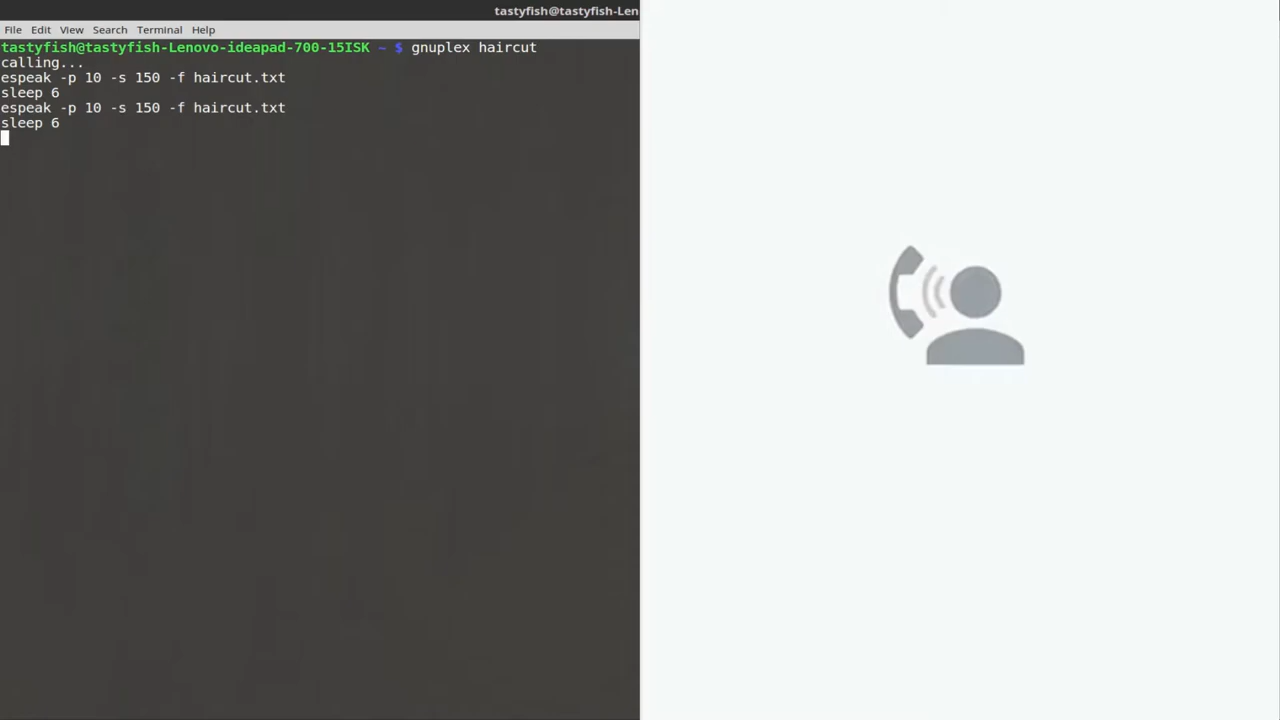 tastyfish@tastyfish-Len
File Edit View Search Terminal Help
tastyfish@tastyfish-Lenovo-ideapad-700-15ISK ~ $ gnuplex haircut
calling...
espeak -p 10 -s 150 -f haircut.txt
sleep 6
espeak -p 10 -s 150 -f haircut.txt
sleep 6